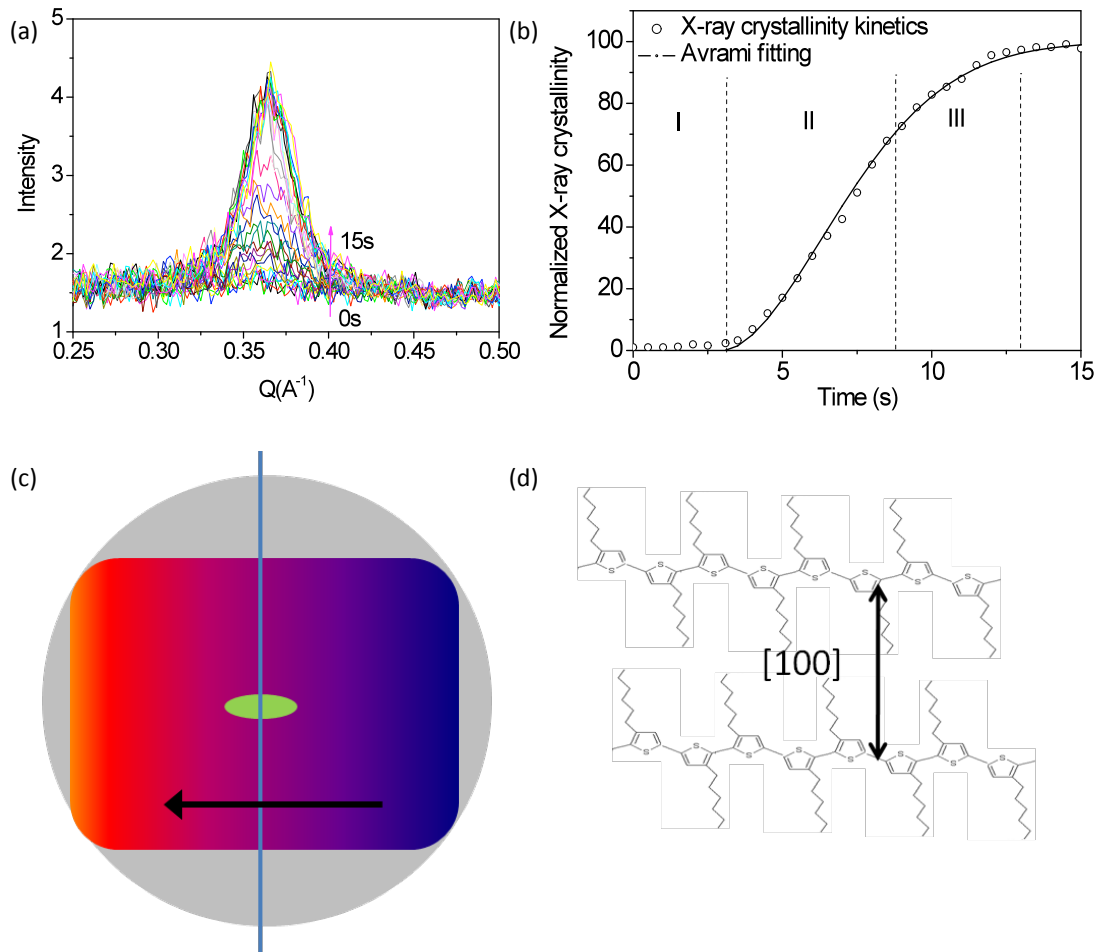 (a)
5
4
3
2
1
Intensity
15s
0s
0.25 0.30 0.35 0.40 0.45 0.50
Q(A⁻¹)
(b)
100
80
60
40
20
0
Normalized X-ray crystallinity
X-ray crystallinity kinetics
Avrami fitting
I II III
0 5 10 15
Time (s)
(c)
(d)
S S S S S S S S
[100]
S S S S S S S S